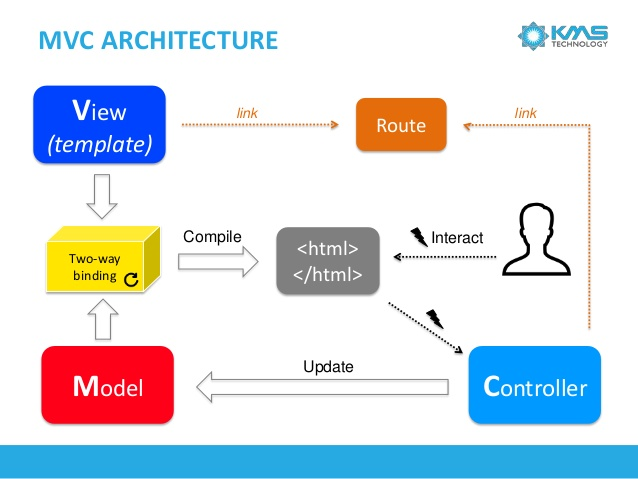 MVC ARCHITECTURE
KMS
TECHNOLOGY
View
(template)
link
Route
link
Two-way
binding
Compile
<html>
</html>
Interact
Model
Update
Controller